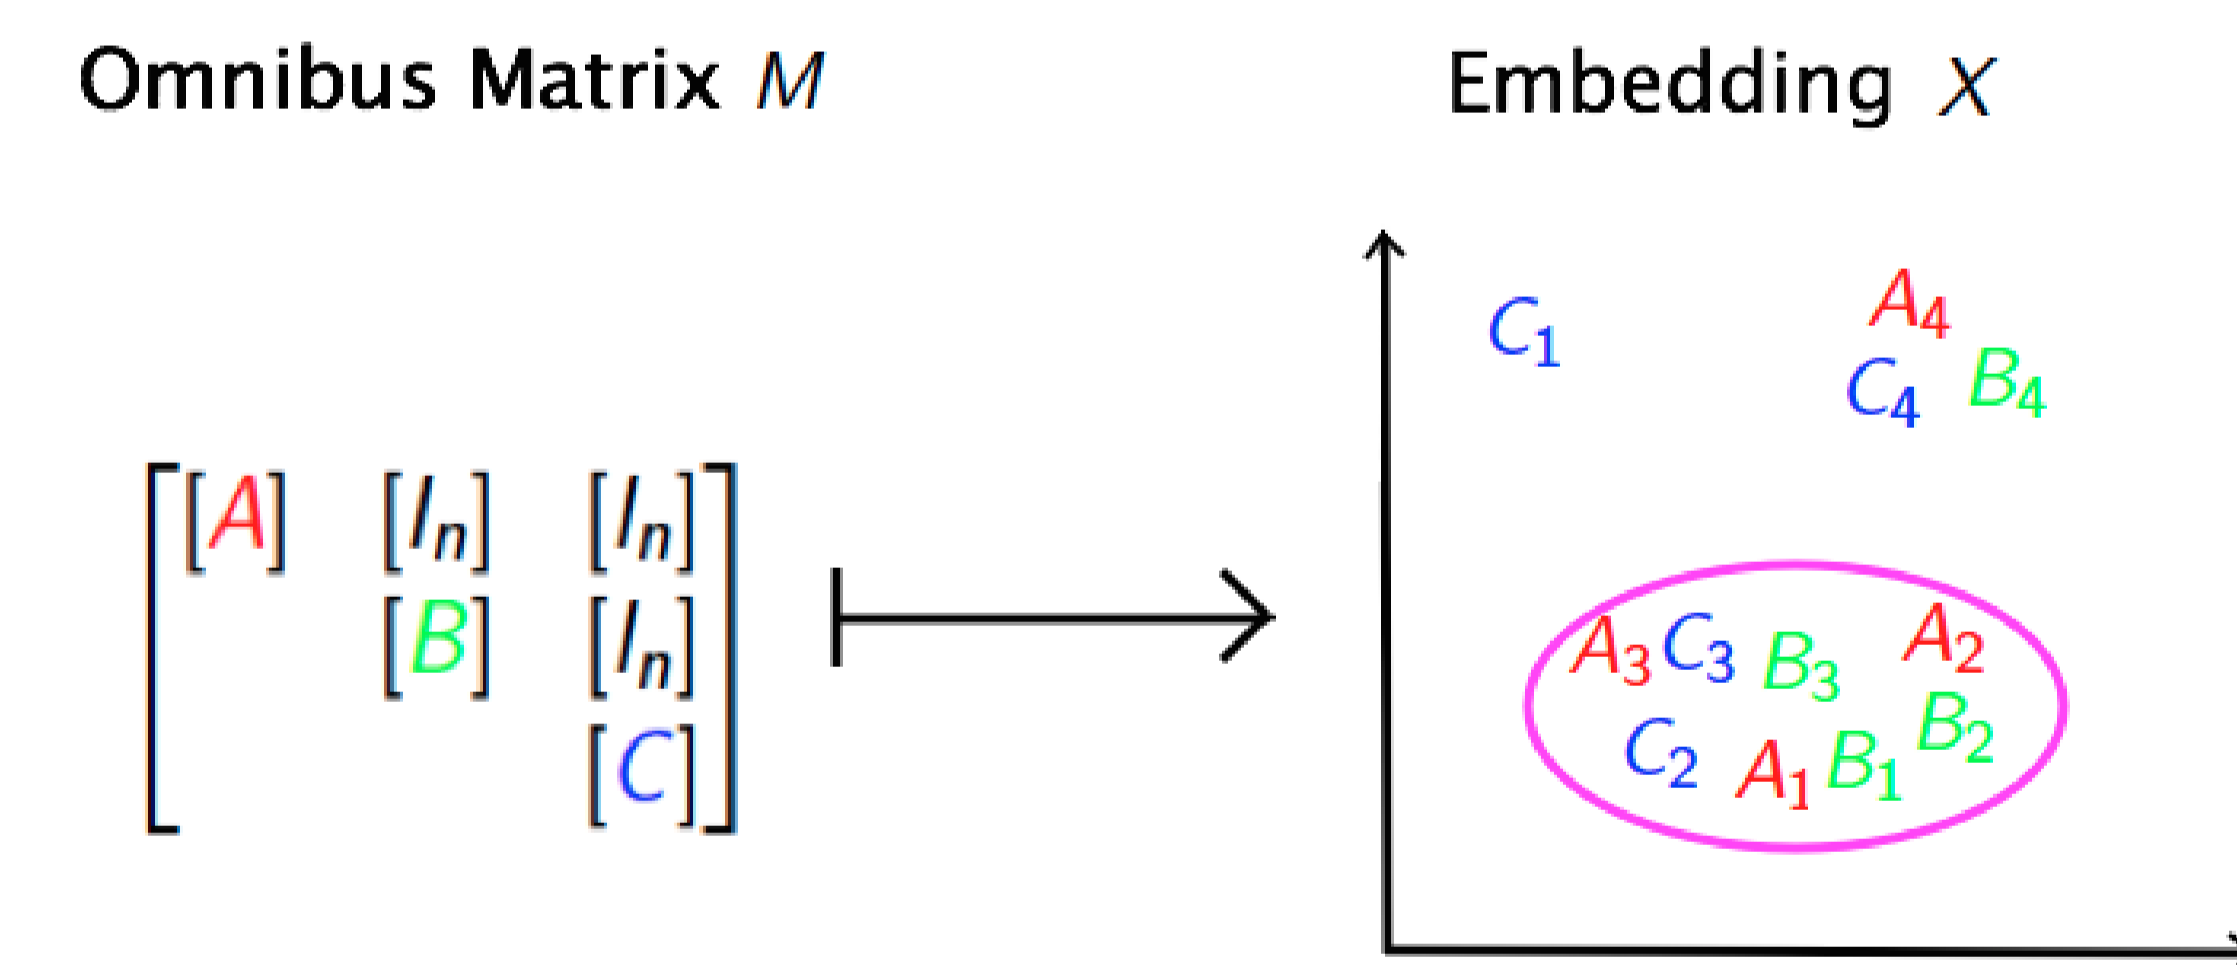 Omnibus Matrix M
Embedding X
[A] [Iₙ] [Iₙ]
[B] [Iₙ]
[C]
C₁
A₄
C₄ B₄
A₃ C₃ B₃ A₂
C₂ A₁ B₁ B₂